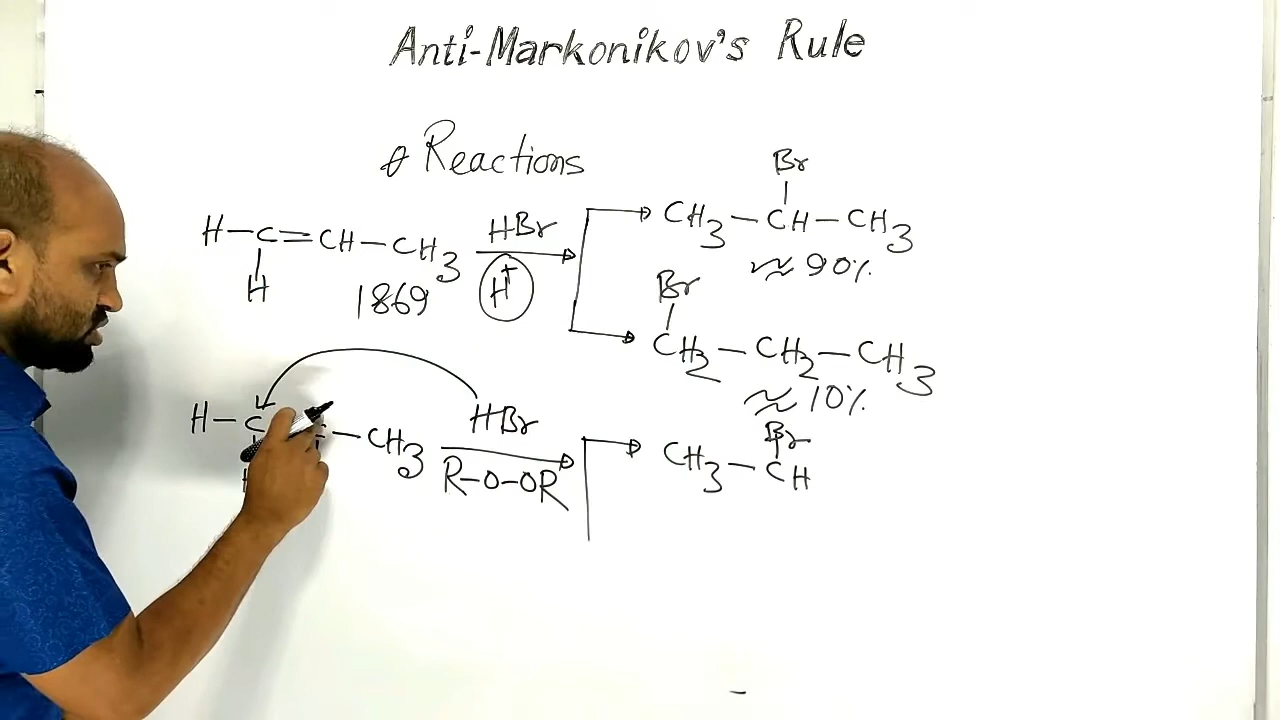 Anti-Markonikov's Rule
Reactions
H-C=CH-CH3
H
1869
HBr
H+
Br
CH3-CH-CH3
≈ 90%
Br
CH2-CH2-CH3
≈ 10%
H-C
-CH3
HBr
R-O-OR
Br
CH3-CH